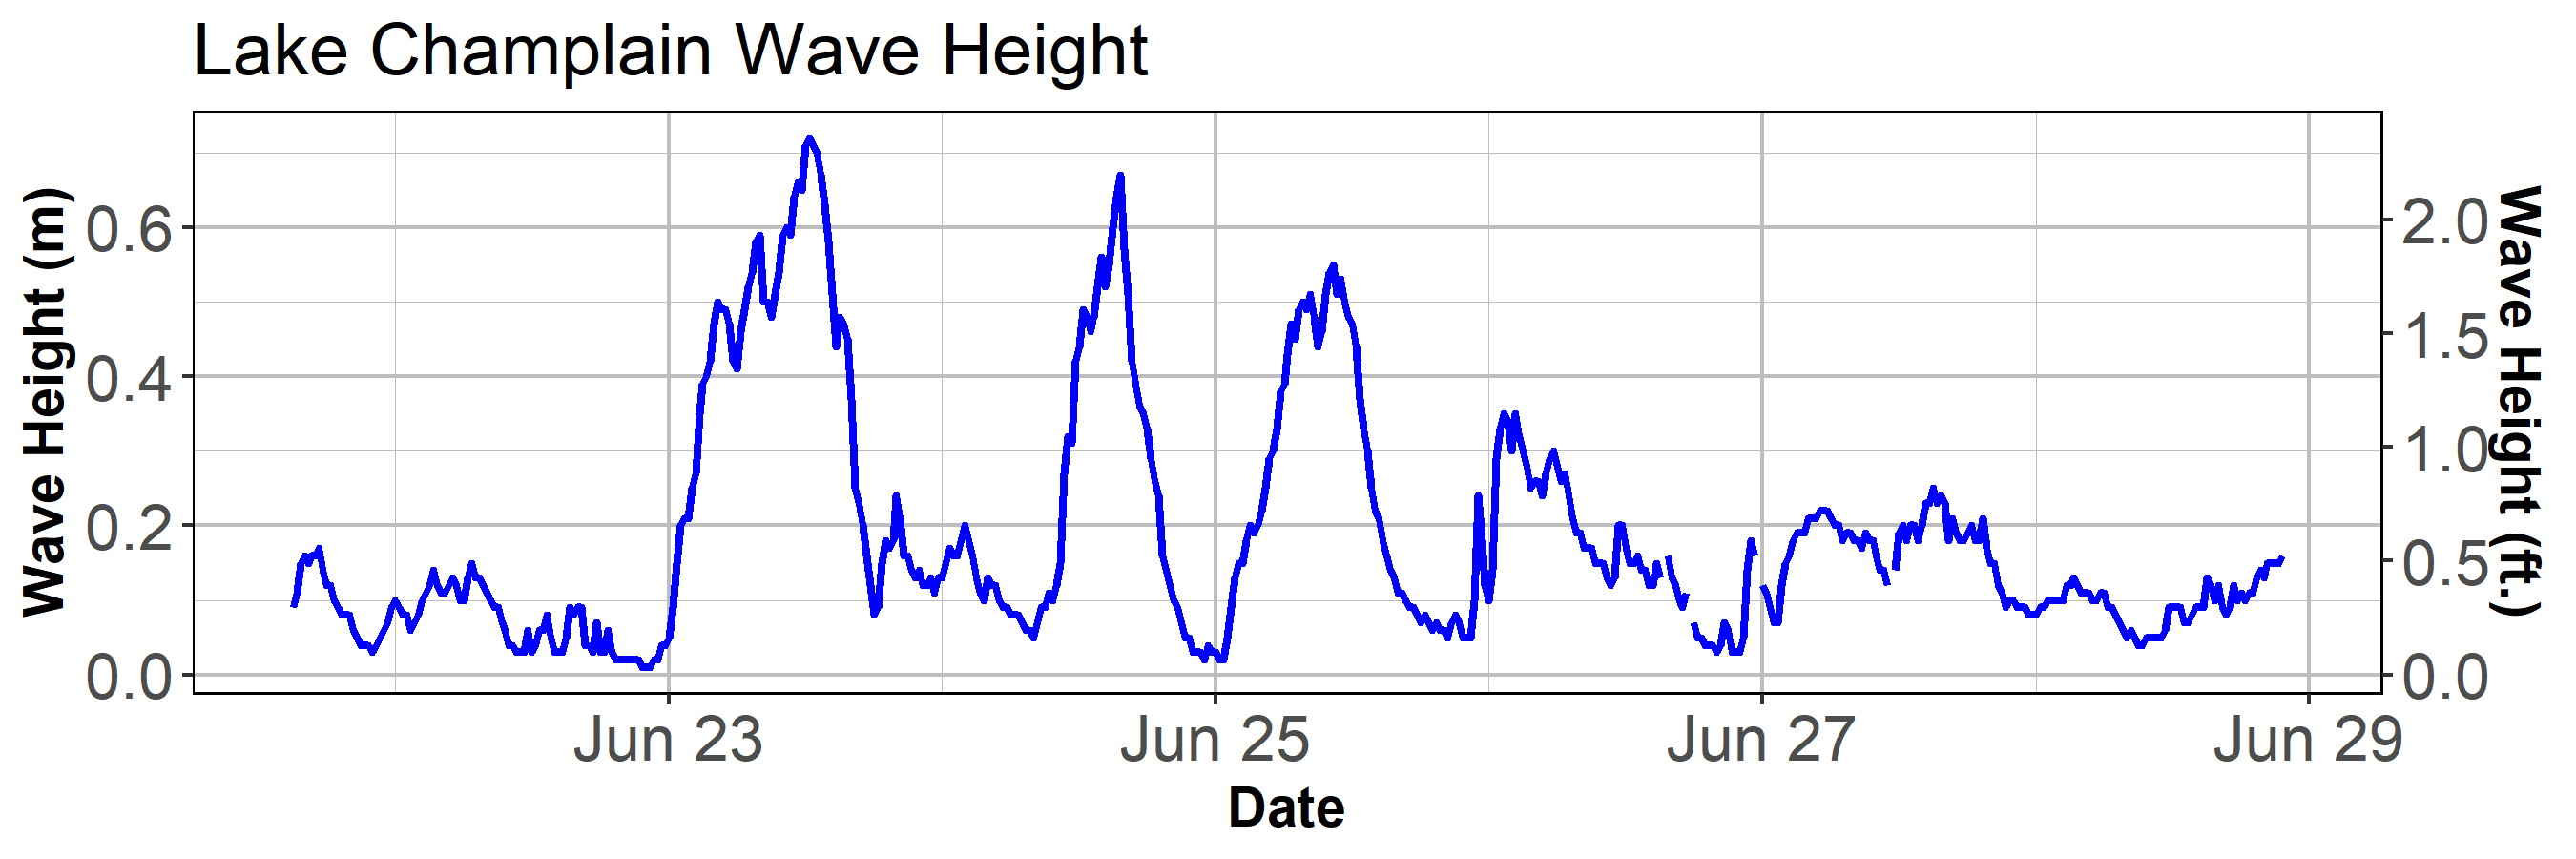 Lake Champlain Wave Height
Wave Height (m)
0.6
0.4
0.2
0.0
2.0
1.5
1.0
0.5
0.0
Wave Height (ft.)
Jun 23
Jun 25
Jun 27
Jun 29
Date